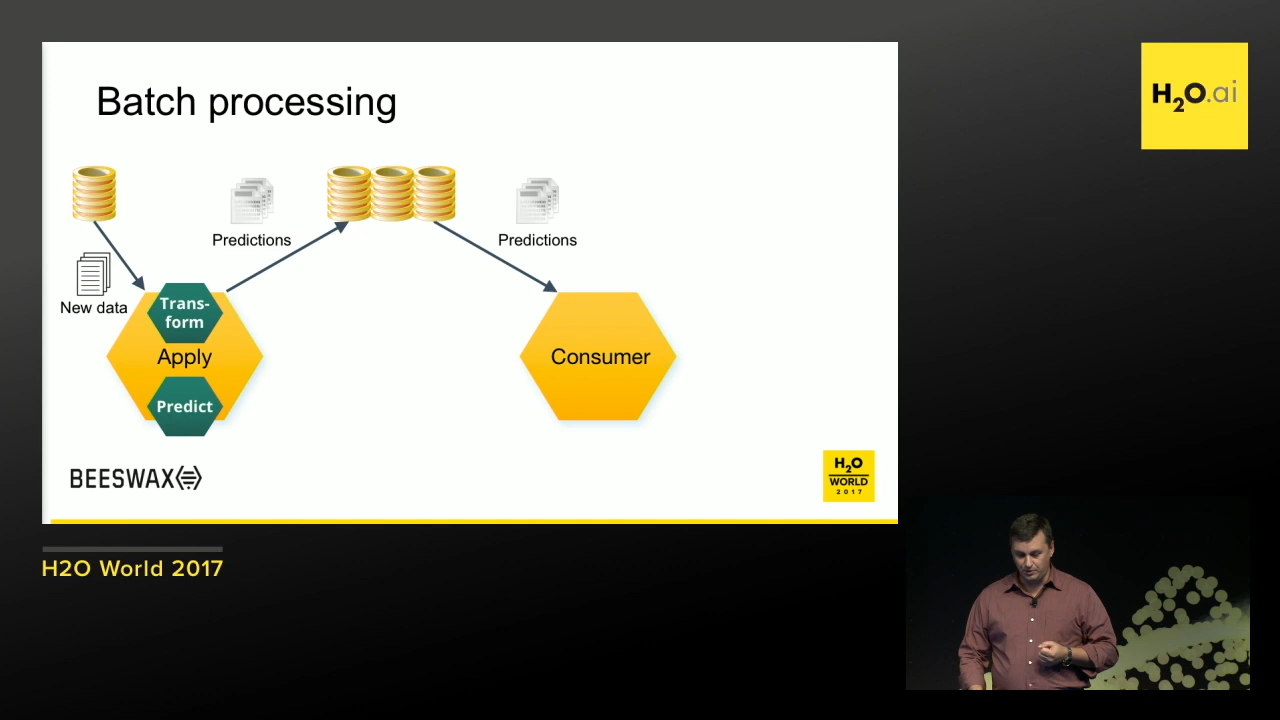 Batch processing
H2O.ai
Predictions
Predictions
New data
Trans-
form
Apply
Consumer
Predict
BEESWAX
H2O
WORLD
2017
H2O World 2017